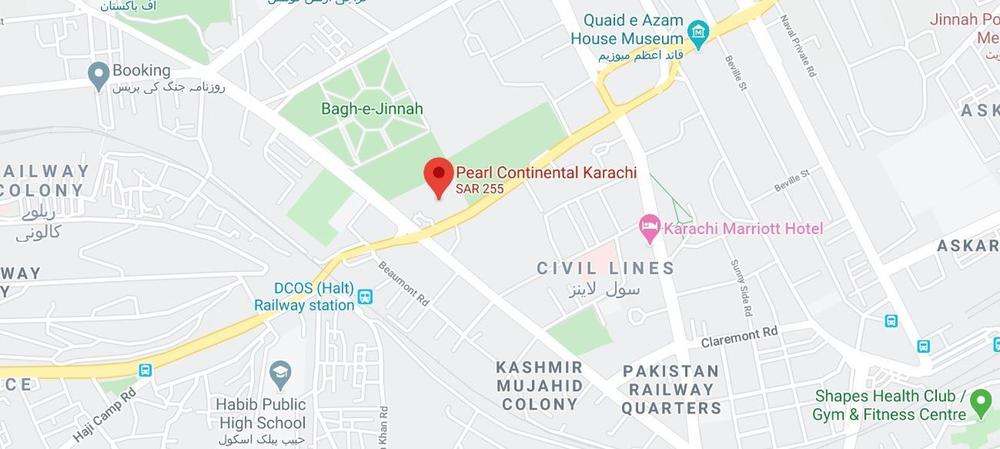 اف پاکستان
Booking
روزنامہ جنگ کی پریس
Quaid e Azam
House Museum
قائد اعظم میوزیم
Naval Private Rd
Beville St
Jinnah Po
Me
Bagh-e-Jinnah
ASK
AILWAY
COLONY
ریلوے
کالونی
Pearl Continental Karachi
SAR 255
Beville St
Karachi Marriott Hotel
ASKAR
WAY
Y
CIVIL LINES
سول لاینز
Beaumont Rd
Sunny Side Rd
DCOS (Halt)
Railway station
Claremont Rd
KASHMIR
MUJAHID
COLONY
PAKISTAN
RAILWAY
QUARTERS
CE
Haji Camp Rd
Habib Public
High School
حبیب پبلک اسکول
Khan Rd
Shapes Health Club /
Gym & Fitness Centre